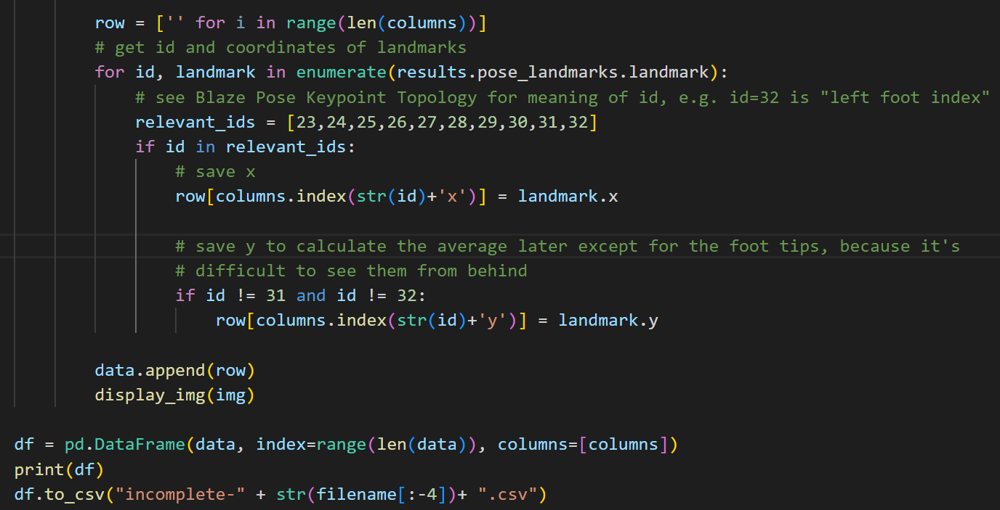 row = ['' for i in range(len(columns))]
# get id and coordinates of landmarks
for id, landmark in enumerate(results.pose_landmarks.landmark):
# see Blaze Pose Keypoint Topology for meaning of id, e.g. id=32 is "left foot index"
relevant_ids = [23,24,25,26,27,28,29,30,31,32]
if id in relevant_ids:
# save x
row[columns.index(str(id)+'x')] = landmark.x
# save y to calculate the average later except for the foot tips, because it's
# difficult to see them from behind
if id != 31 and id != 32:
row[columns.index(str(id)+'y')] = landmark.y
data.append(row)
display_img(img)
df = pd.DataFrame(data, index=range(len(data)), columns=[columns])
print(df)
df.to_csv("incomplete-" + str(filename[:-4])+ ".csv")